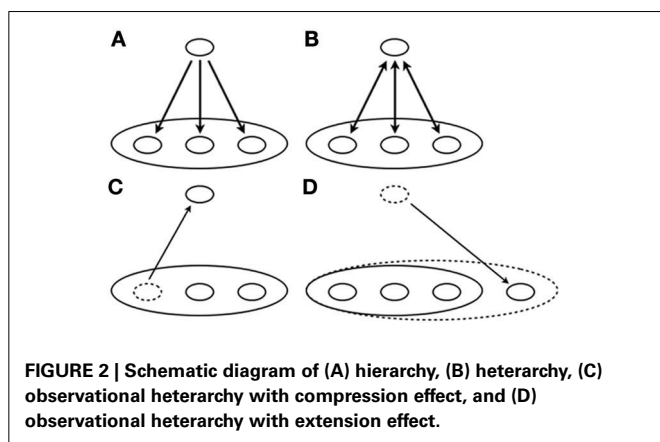 A B
C D
FIGURE 2 | Schematic diagram of (A) hierarchy, (B) heterarchy, (C)
observational heterarchy with compression effect, and (D)
observational heterarchy with extension effect.